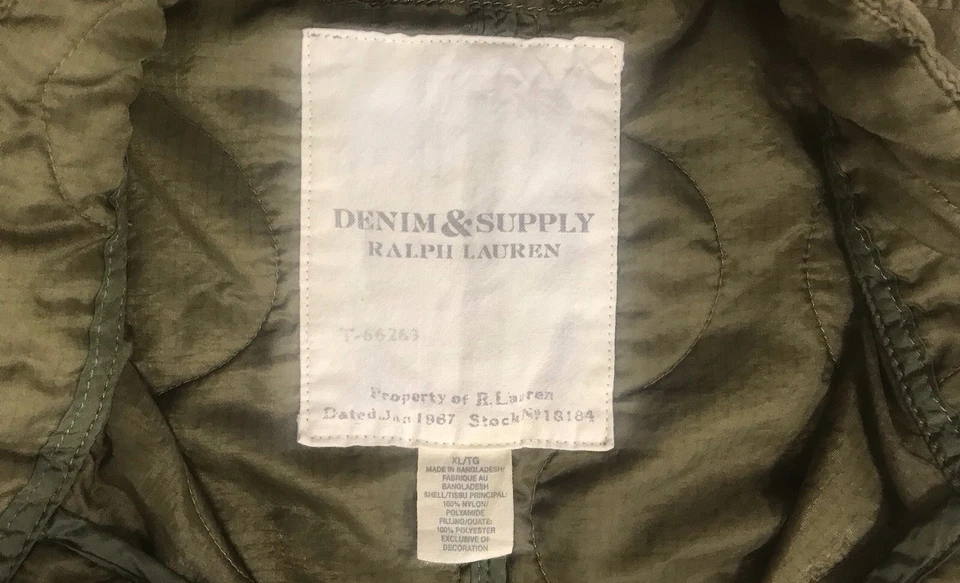 DENIM & SUPPLY
RALPH LAUREN
T-66263
Property of R. Lauren
Dated Jan 1967 Stock Nº 18184
XL/TG
MADE IN BANGLADESH/
FABRIQUE AU
BANGLADESH
SHELL/TISSU PRINCIPAL:
100% NYLON/
POLYAMIDE
FILLING/OUATE:
100% POLYESTER
EXCLUSIVE OF
DECORATION